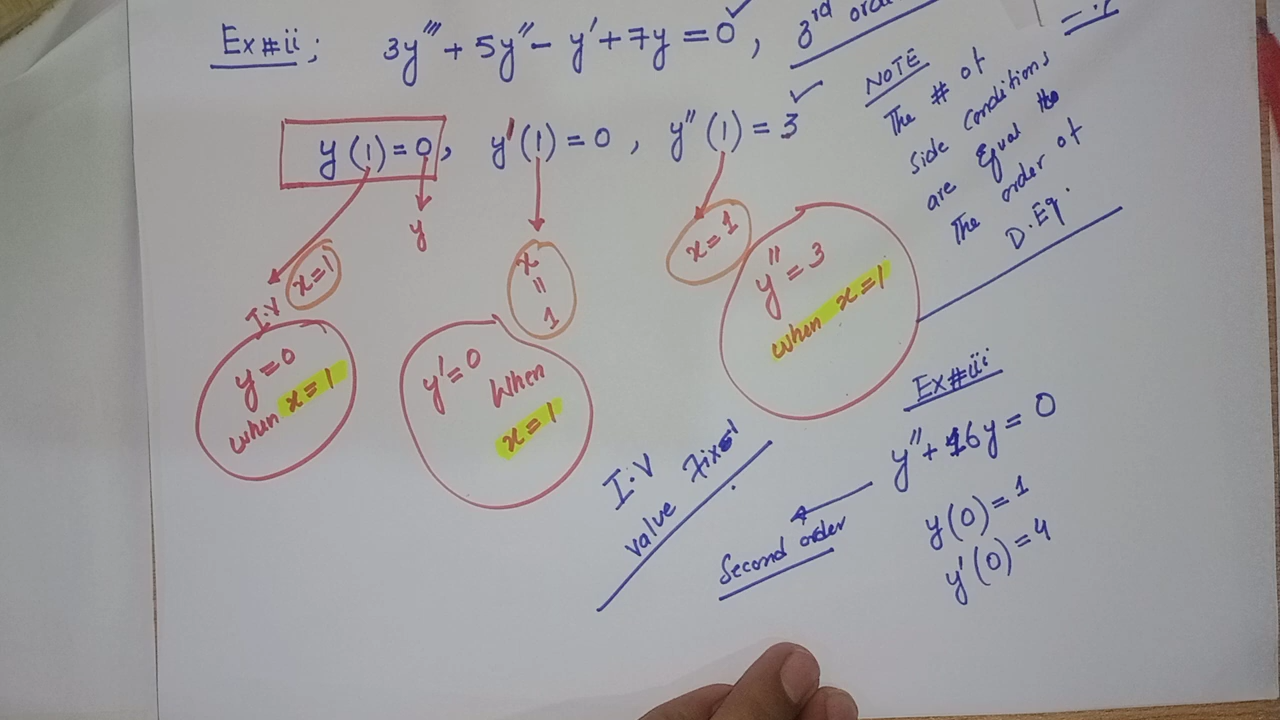 Ex#ii; 3y''' + 5y'' - y' + 7y = 0, 3rd
y(1) = 0, y'(1) = 0, y''(1) = 3
x=1
y
x
=
1
x=1
I.V
y=0
when x=1
y'=0
When
x=1
y''=3
when x=1
NOTE
The # of
side conditions
are Equal the
the order of
D.Eq.
I.V
value Fixed
Ex#iii
y''+16y=0
y(0)=1
y'(0)=4
Second order